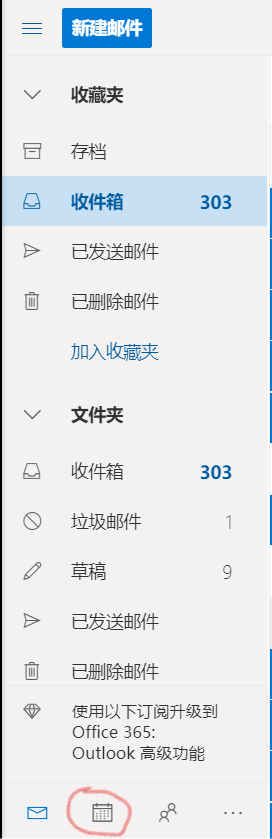 新建邮件
收藏夹
存档
收件箱 303
已发送邮件
已删除邮件
加入收藏夹
文件夹
收件箱 303
垃圾邮件 1
草稿 9
已发送邮件
已删除邮件
使用以下订阅升级到
Office 365:
Outlook 高级功能